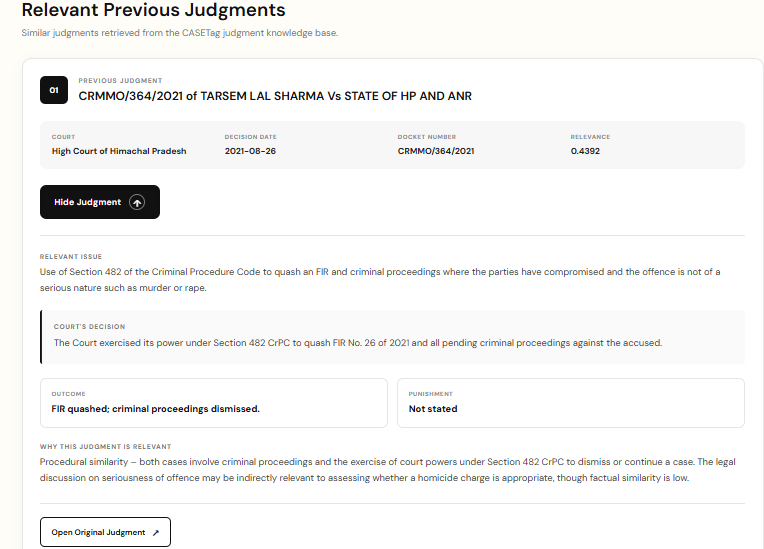 Relevant Previous Judgments
Similar judgments retrieved from the CASETag judgment knowledge base.
01
PREVIOUS JUDGMENT
CRMMO/364/2021 of TARSEM LAL SHARMA Vs STATE OF HP AND ANR
COURT DECISION DATE DOCKET NUMBER RELEVANCE
High Court of Himachal Pradesh 2021-08-26 CRMMO/364/2021 0.4392
Hide Judgment
RELEVANT ISSUE
Use of Section 482 of the Criminal Procedure Code to quash an FIR and criminal proceedings where the parties have compromised and the offence is not of a
serious nature such as murder or rape.
COURT'S DECISION
The Court exercised its power under Section 482 CrPC to quash FIR No. 26 of 2021 and all pending criminal proceedings against the accused.
OUTCOME PUNISHMENT
FIR quashed; criminal proceedings dismissed. Not stated
WHY THIS JUDGMENT IS RELEVANT
Procedural similarity – both cases involve criminal proceedings and the exercise of court powers under Section 482 CrPC to dismiss or continue a case. The legal
discussion on seriousness of offence may be indirectly relevant to assessing whether a homicide charge is appropriate, though factual similarity is low.
Open Original Judgment ↗